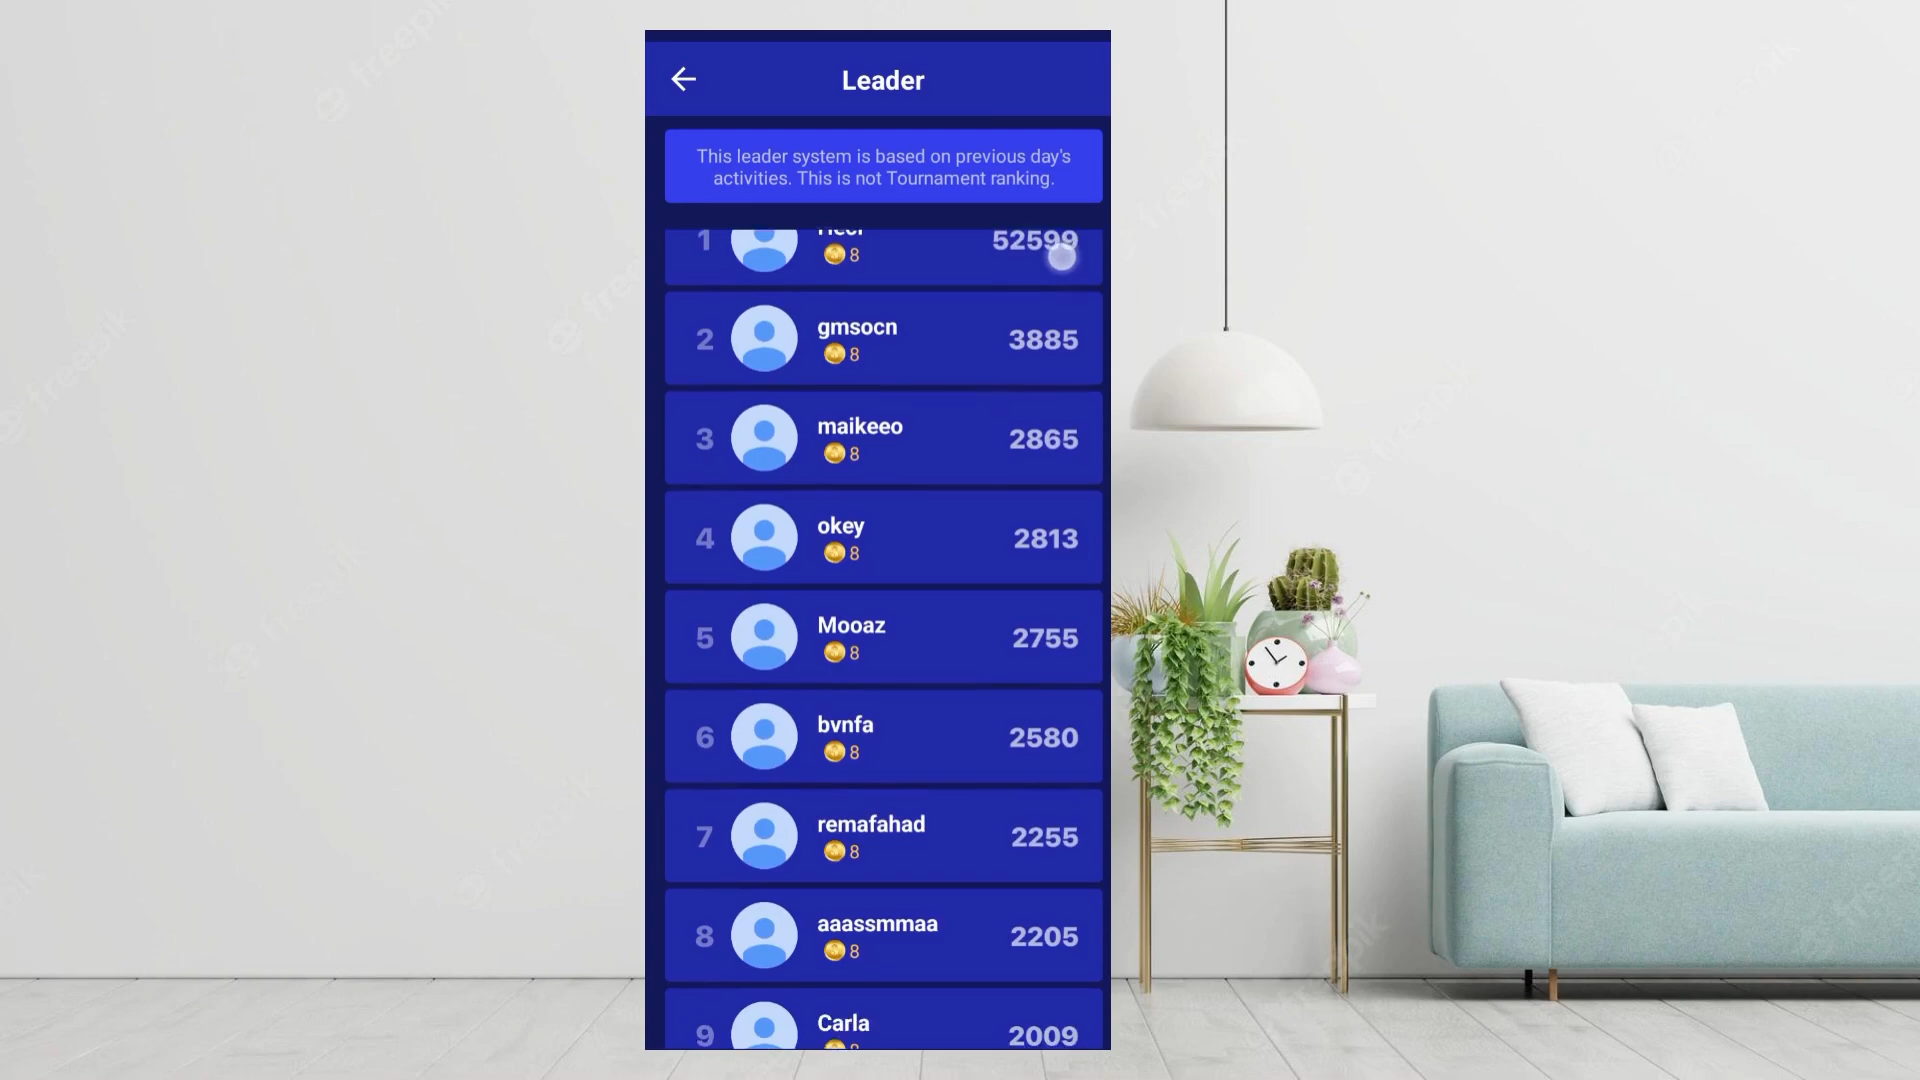 Leader
This leader system is based on previous day's
activities. This is not Tournament ranking.
1
8
52599
2
gmsocn
8
3885
3
maikeeo
8
2865
4
okey
8
2813
5
Mooaz
8
2755
6
bvnfa
8
2580
7
remafahad
8
2255
8
aaassmmaa
8
2205
9
Carla
8
2009
freepik